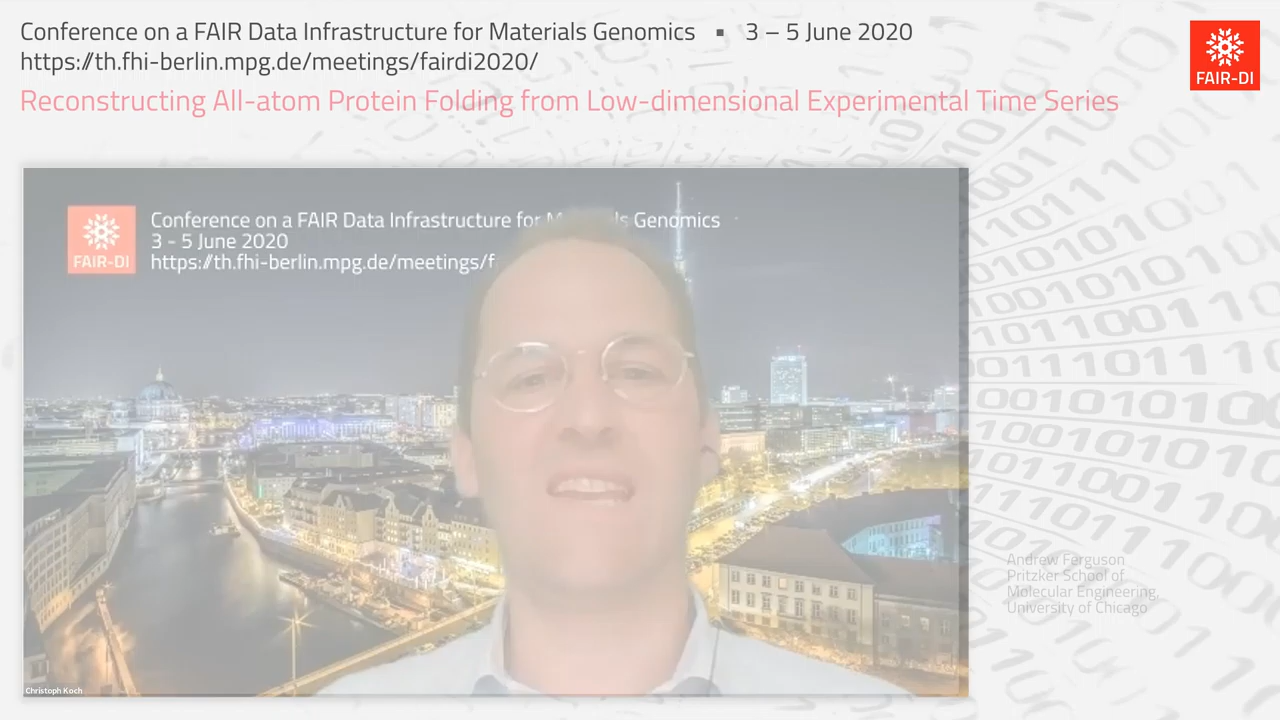 Conference on a FAIR Data Infrastructure for Materials Genomics ▪ 3 – 5 June 2020
https://th.fhi-berlin.mpg.de/meetings/fairdi2020/
FAIR-DI
Reconstructing All-atom Protein Folding from Low-dimensional Experimental Time Series
Conference on a FAIR Data Infrastructure for M ls Genomics
3 - 5 June 2020
https://th.fhi-berlin.mpg.de/meetings/f
FAIR-DI
Andrew Ferguson
Pritzker School of
Molecular Engineering,
University of Chicago
Christoph Koch